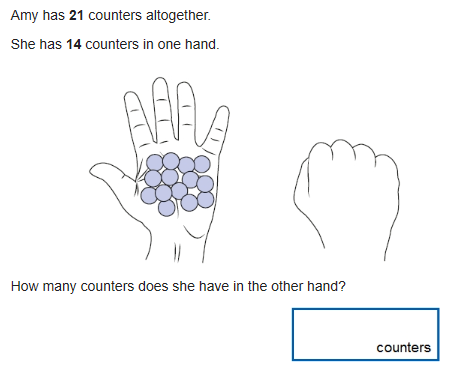 Amy has 21 counters altogether.
She has 14 counters in one hand.
How many counters does she have in the other hand?
counters